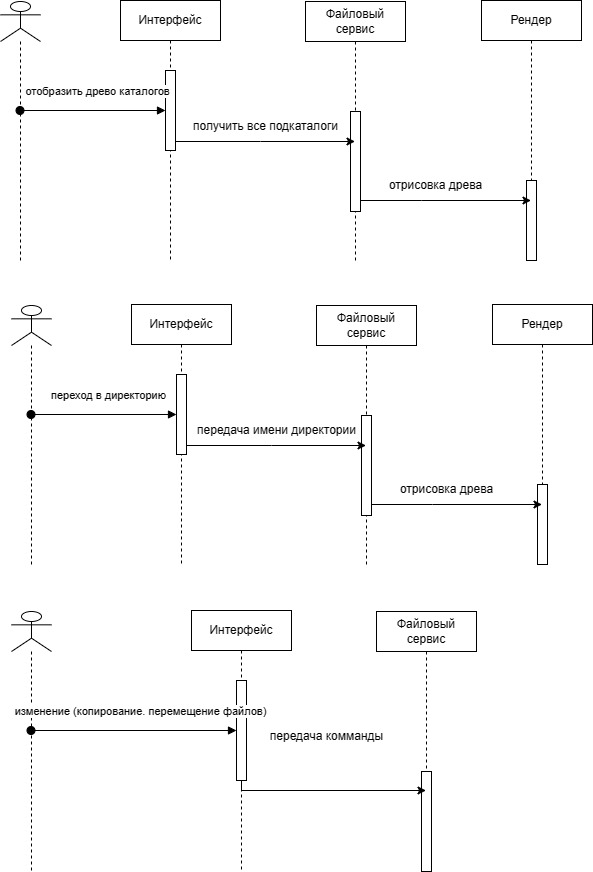 Интерфейс
Файловый
сервис
Рендер
отобразить древо каталогов
получить все подкаталоги
отрисовка древа
Интерфейс
Файловый
сервис
Рендер
переход в директорию
передача имени директории
отрисовка древа
Интерфейс
Файловый
сервис
изменение (копирование. перемещение файлов)
передача комманды